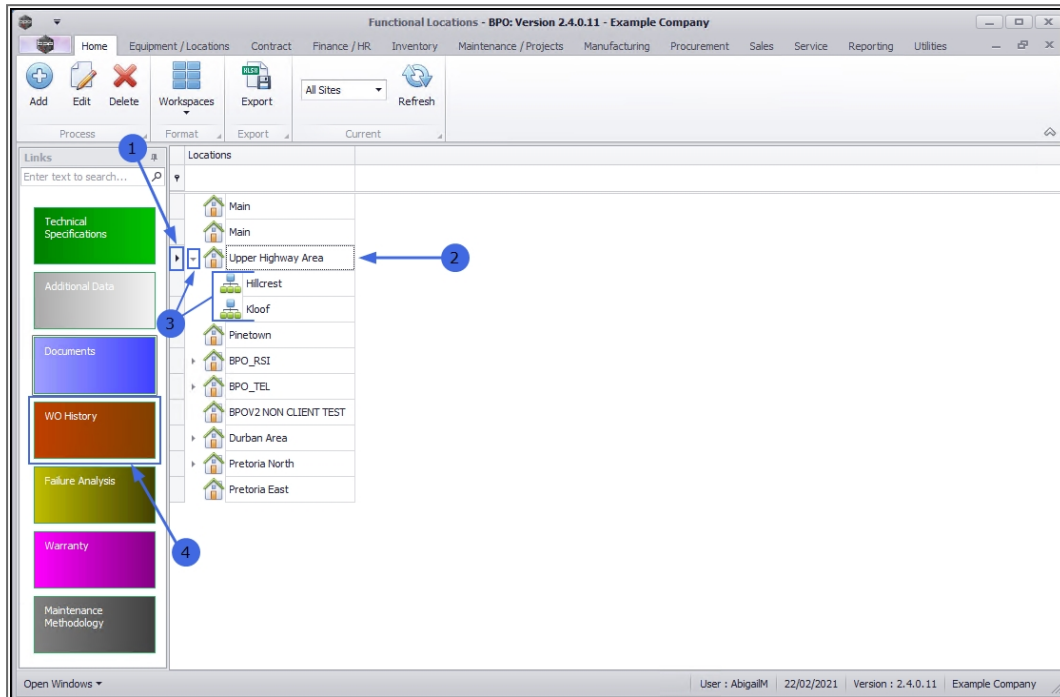 Functional Locations - BPO: Version 2.4.0.11 - Example Company
Home Equipment / Locations Contract Finance / HR Inventory Maintenance / Projects Manufacturing Procurement Sales Service Reporting Utilities
Add Edit Delete Workspaces Export All Sites Refresh
Process Format Export Current
1
Links
Enter text to search...
Locations
Technical
Specifications
Additional Data
Documents
WO History
Failure Analysis
Warranty
Maintenance
Methodology
Main
Main
Upper Highway Area
2
Hillcrest
3
Kloof
Pinetown
BPO_RSI
BPO_TEL
BPOV2 NON CLIENT TEST
Durban Area
Pretoria North
Pretoria East
4
Open Windows
User : AbigailM 22/02/2021 Version : 2.4.0.11 Example Company